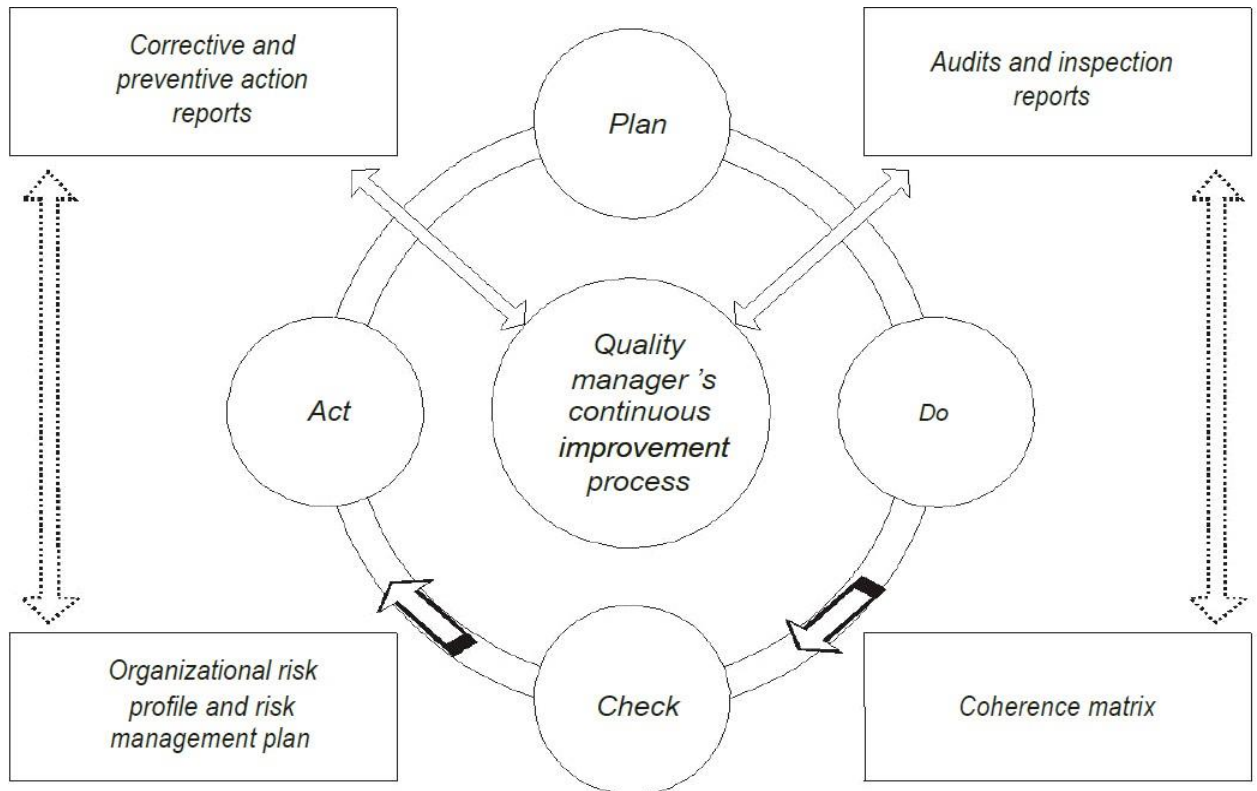 Corrective and
preventive action
reports
Plan
Audits and inspection
reports
Act
Quality
manager 's
continuous
improvement
process
Do
Organizational risk
profile and risk
management plan
Check
Coherence matrix